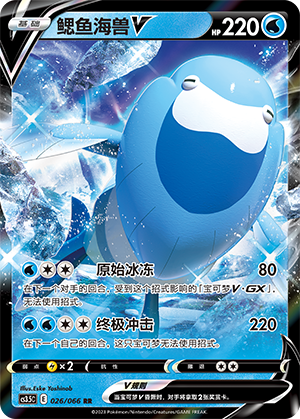 基础 鳃鱼海兽V HP 220
原始冰冻 80
在下一个对手的回合,受到这个招式影响的「宝可梦V・GX」,
无法使用招式。
终极冲击 220
在下一个自己的回合,这只宝可梦无法使用招式。
弱点 ×2 抗性 撤退
Illus.Eske Yoshinob
cs3.5C E 026/066 RR
V规则
当宝可梦V昏厥时,对手将拿取2张奖赏卡。
©2023 Pokémon/Nintendo/Creatures/GAME FREAK